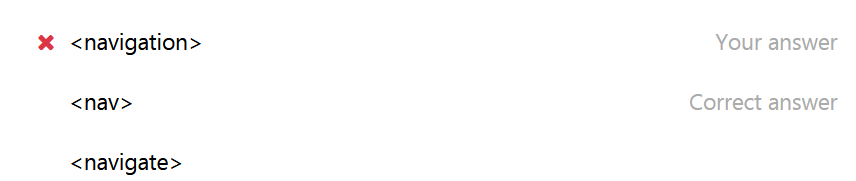 <navigation> Your answer
<nav> Correct answer
<navigate>